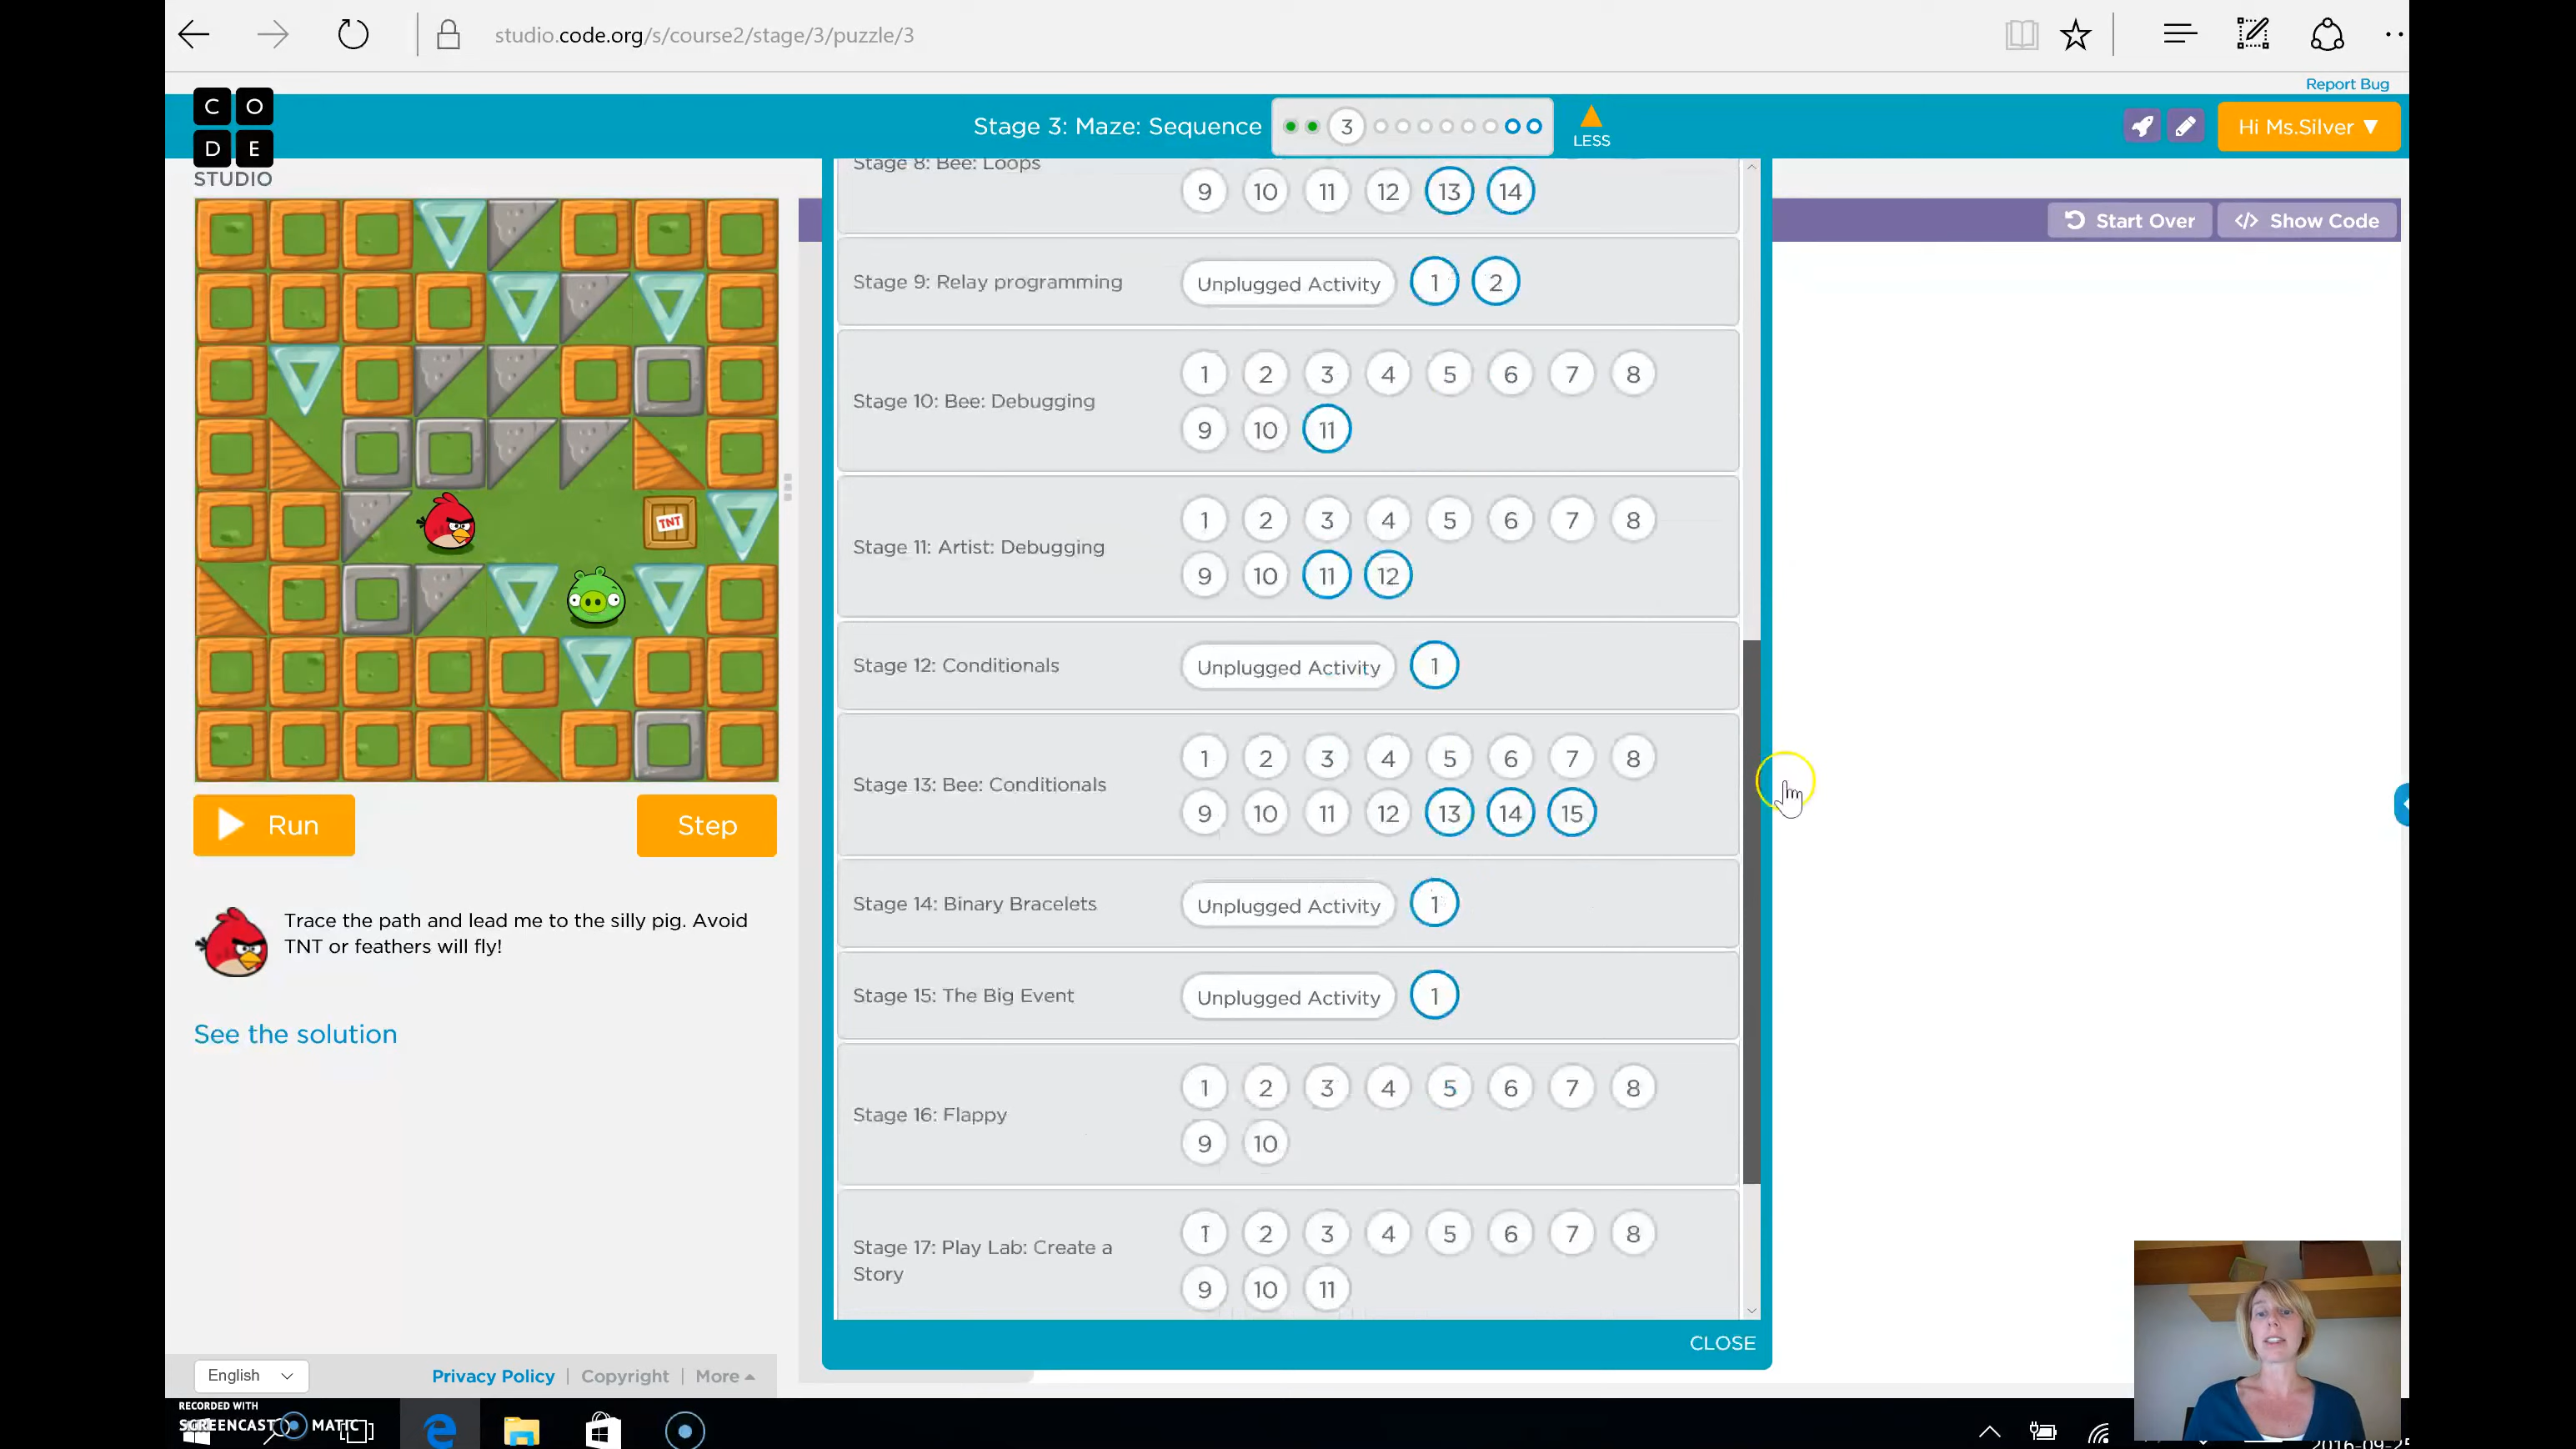 studio.code.org/s/course2/stage/3/puzzle/3
Report Bug
C O
D E
STUDIO
Stage 3: Maze: Sequence
3
LESS
Hi Ms.Silver ▼
Start Over
</> Show Code
Stage 8: Bee: Loops
9 10 11 12 13 14
Stage 9: Relay programming
Unplugged Activity 1 2
Stage 10: Bee: Debugging
1 2 3 4 5 6 7 8
9 10 11
Stage 11: Artist: Debugging
1 2 3 4 5 6 7 8
9 10 11 12
Stage 12: Conditionals
Unplugged Activity 1
Stage 13: Bee: Conditionals
1 2 3 4 5 6 7 8
9 10 11 12 13 14 15
Stage 14: Binary Bracelets
Unplugged Activity 1
Stage 15: The Big Event
Unplugged Activity 1
Stage 16: Flappy
1 2 3 4 5 6 7 8
9 10
Stage 17: Play Lab: Create a
Story
1 2 3 4 5 6 7 8
9 10 11
CLOSE
TNT
Run
Step
Trace the path and lead me to the silly pig. Avoid
TNT or feathers will fly!
See the solution
English
Privacy Policy | Copyright | More
RECORDED WITH
SCREENCAST MATIC